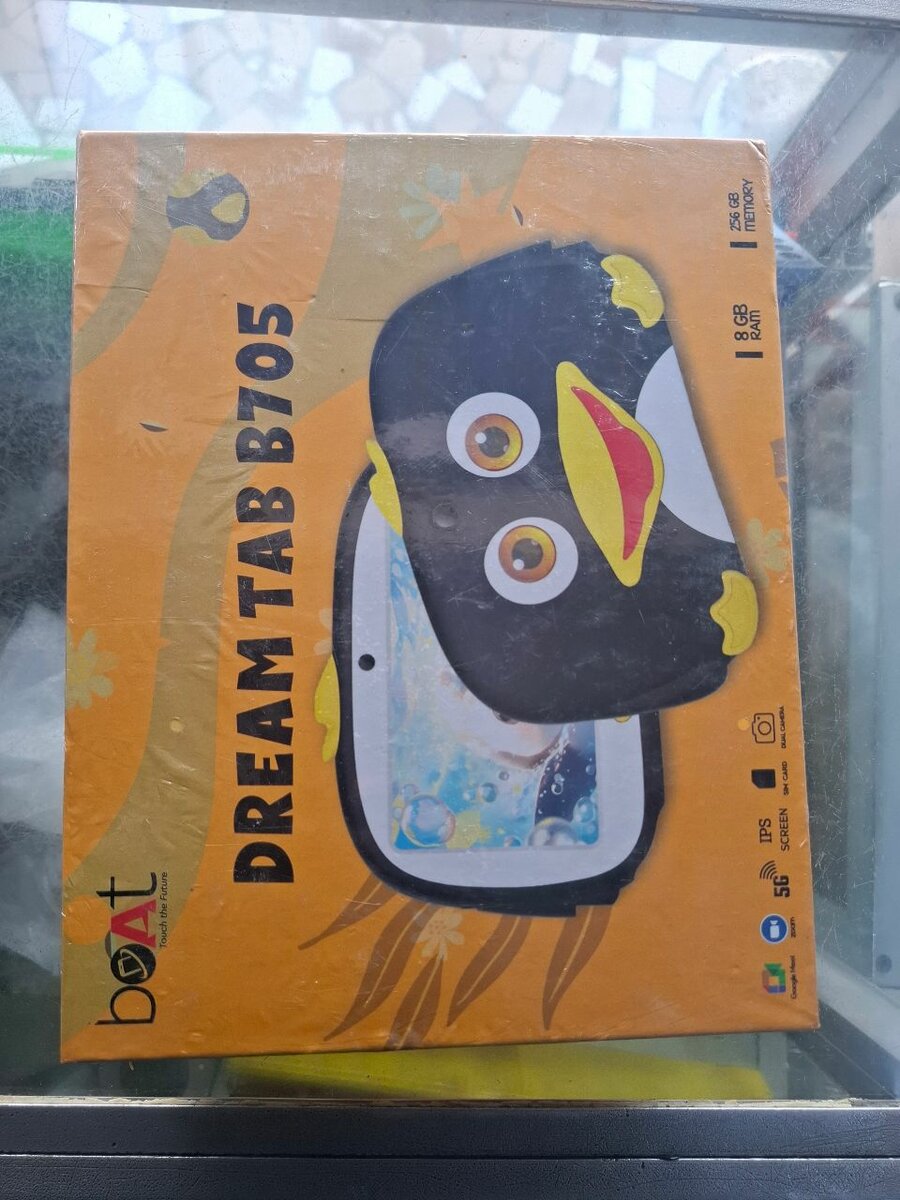 boAt
Touch the Future
DREAM TAB B705
Google Meet
zoom
5G
IPS
SCREEN
SIM CARD
DUAL CAMERA
8 GB
RAM
256 GB
MEMORY